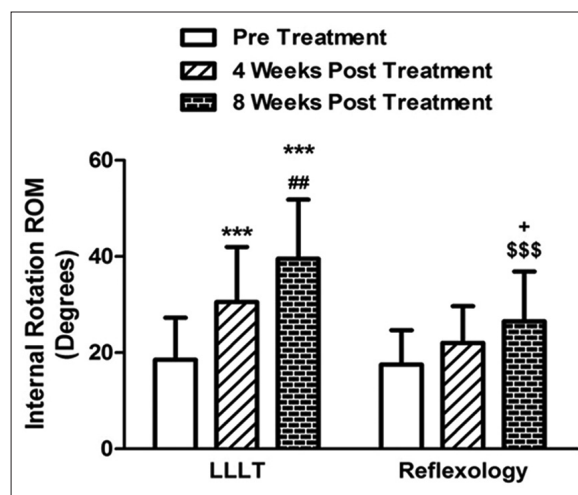 Pre Treatment
4 Weeks Post Treatment
8 Weeks Post Treatment
Internal Rotation ROM
(Degrees)
60
40
20
0
***
***
##
+
$$$
LLLT
Reflexology